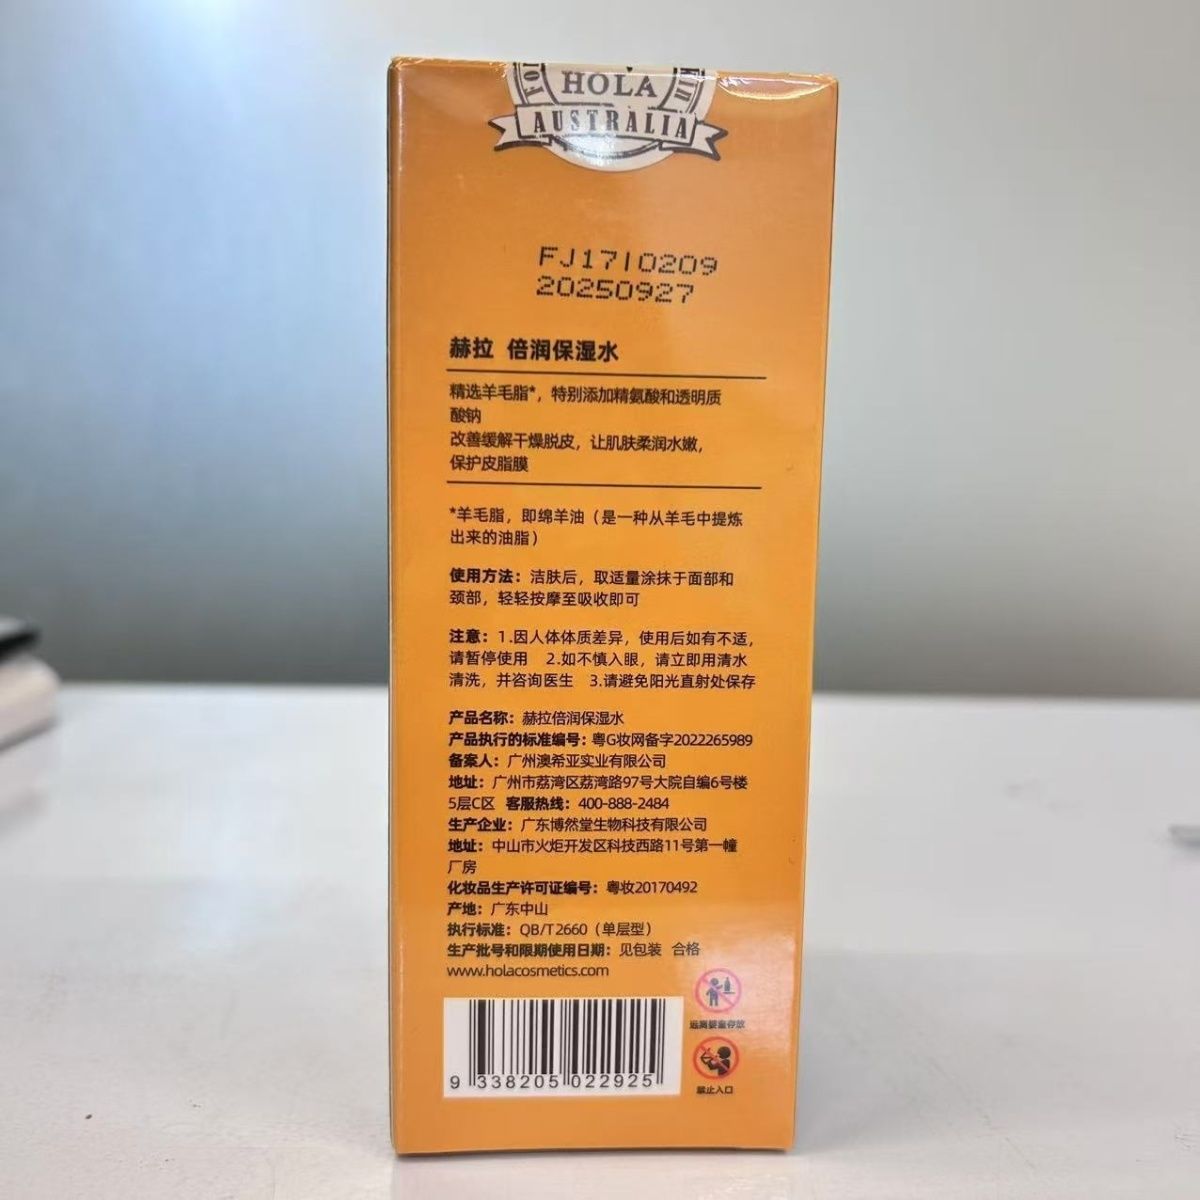 HOLA
AUSTRALIA
FJ17I0209
20250927
赫拉 倍润保湿水
精选羊毛脂*，特别添加精氨酸和透明质
酸钠
改善缓解干燥脱皮，让肌肤柔润水嫩，
保护皮脂膜
*羊毛脂，即绵羊油（是一种从羊毛中提炼
出来的油脂）
使用方法：洁肤后，取适量涂抹于面部和
颈部，轻轻按摩至吸收即可
注意：1.因人体体质差异，使用后如有不适，
请暂停使用 2.如不慎入眼，请立即用清水
清洗，并咨询医生 3.请避免阳光直射处保存
产品名称：赫拉倍润保湿水
产品执行的标准编号：粤G妆网备字2022265989
备案人：广州澳希亚实业有限公司
地址：广州市荔湾区荔湾路97号大院自编6号楼
5层C区 客服热线：400-888-2484
生产企业：广东博然堂生物科技有限公司
地址：中山市火炬开发区科技西路11号第一幢
厂房
化妆品生产许可证编号：粤妆20170492
产地：广东中山
执行标准：QB/T2660（单层型）
生产批号和限期使用日期：见包装 合格
www.holacosmetics.com
远离婴童存放
禁止入口
9 338205 022925